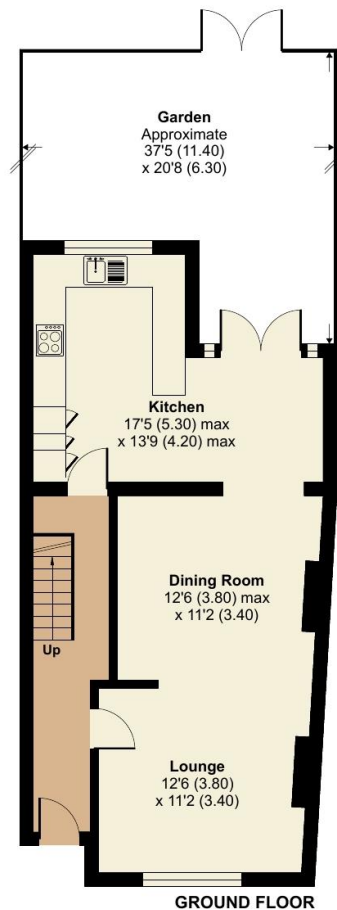 Garden
Approximate
37'5 (11.40)
x 20'8 (6.30)
Kitchen
17'5 (5.30) max
x 13'9 (4.20) max
Dining Room
12'6 (3.80) max
x 11'2 (3.40)
Up
Lounge
12'6 (3.80)
x 11'2 (3.40)
GROUND FLOOR